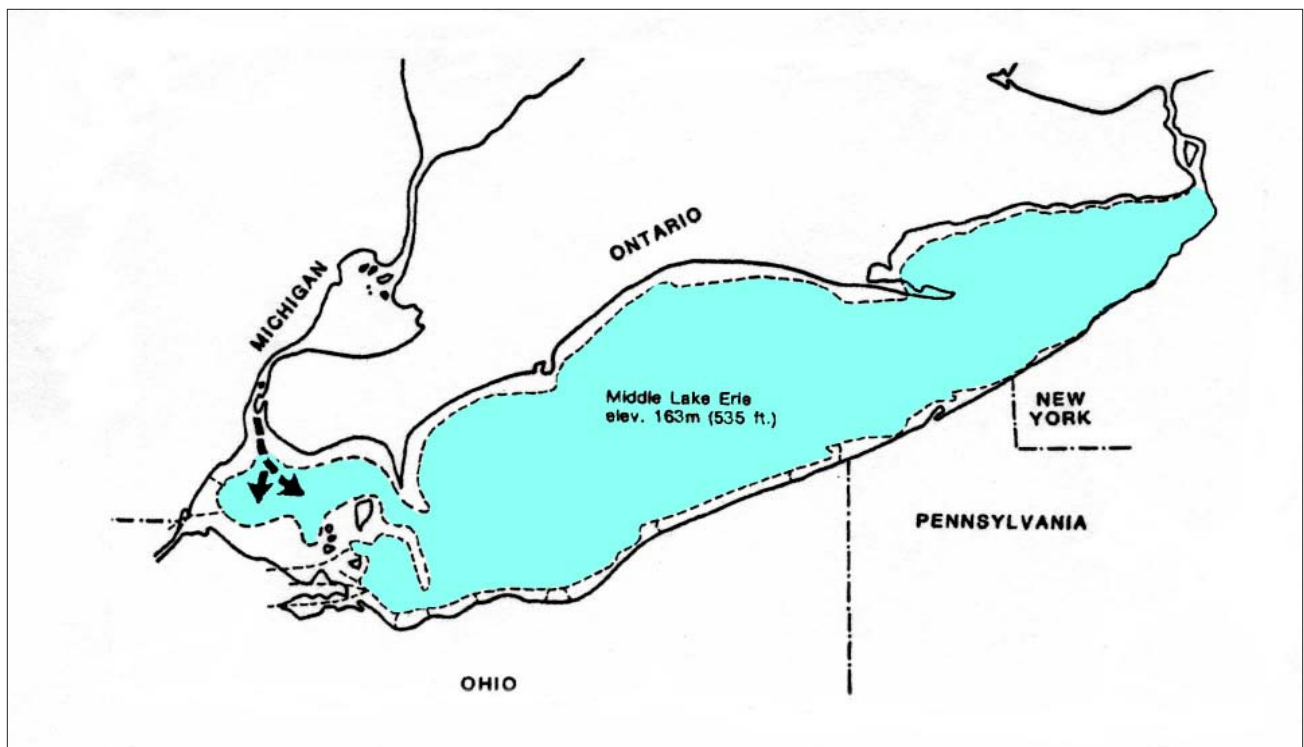 MICHIGAN
ONTARIO
Middle Lake Erie
elev. 163m (535 ft.)
NEW
YORK
PENNSYLVANIA
OHIO